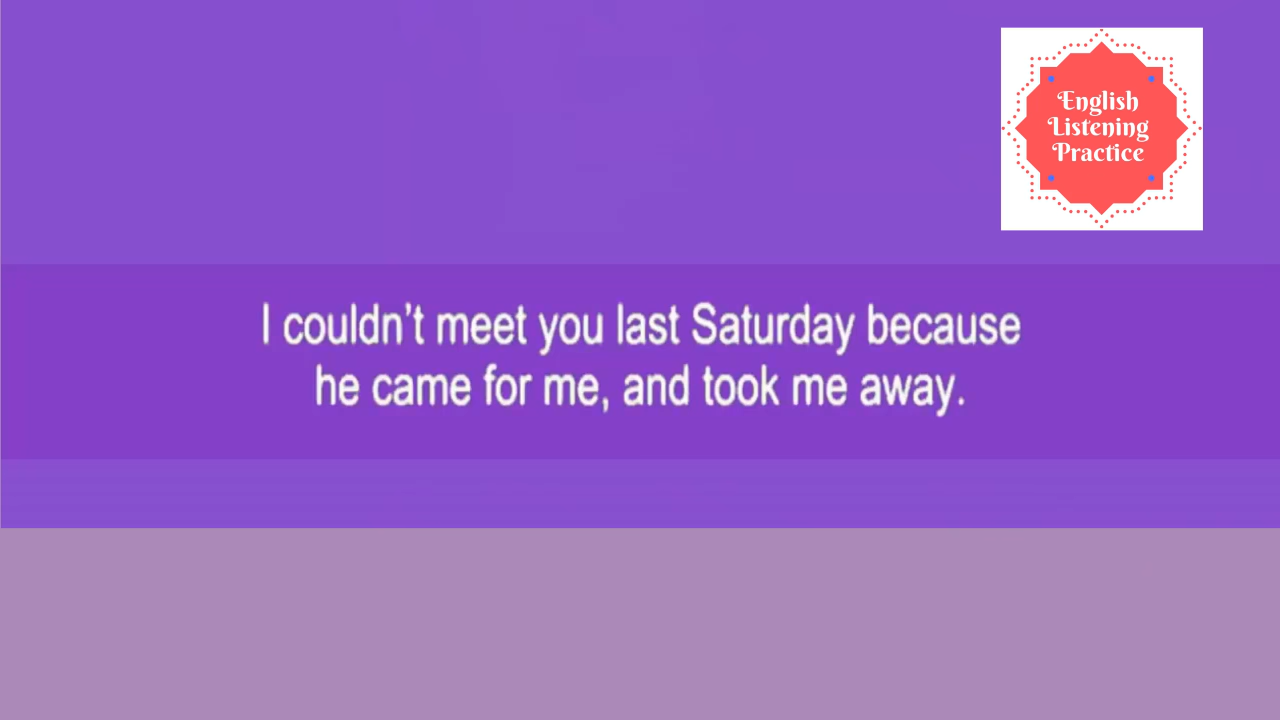 English
Listening
Practice
I couldn’t meet you last Saturday because
he came for me, and took me away.